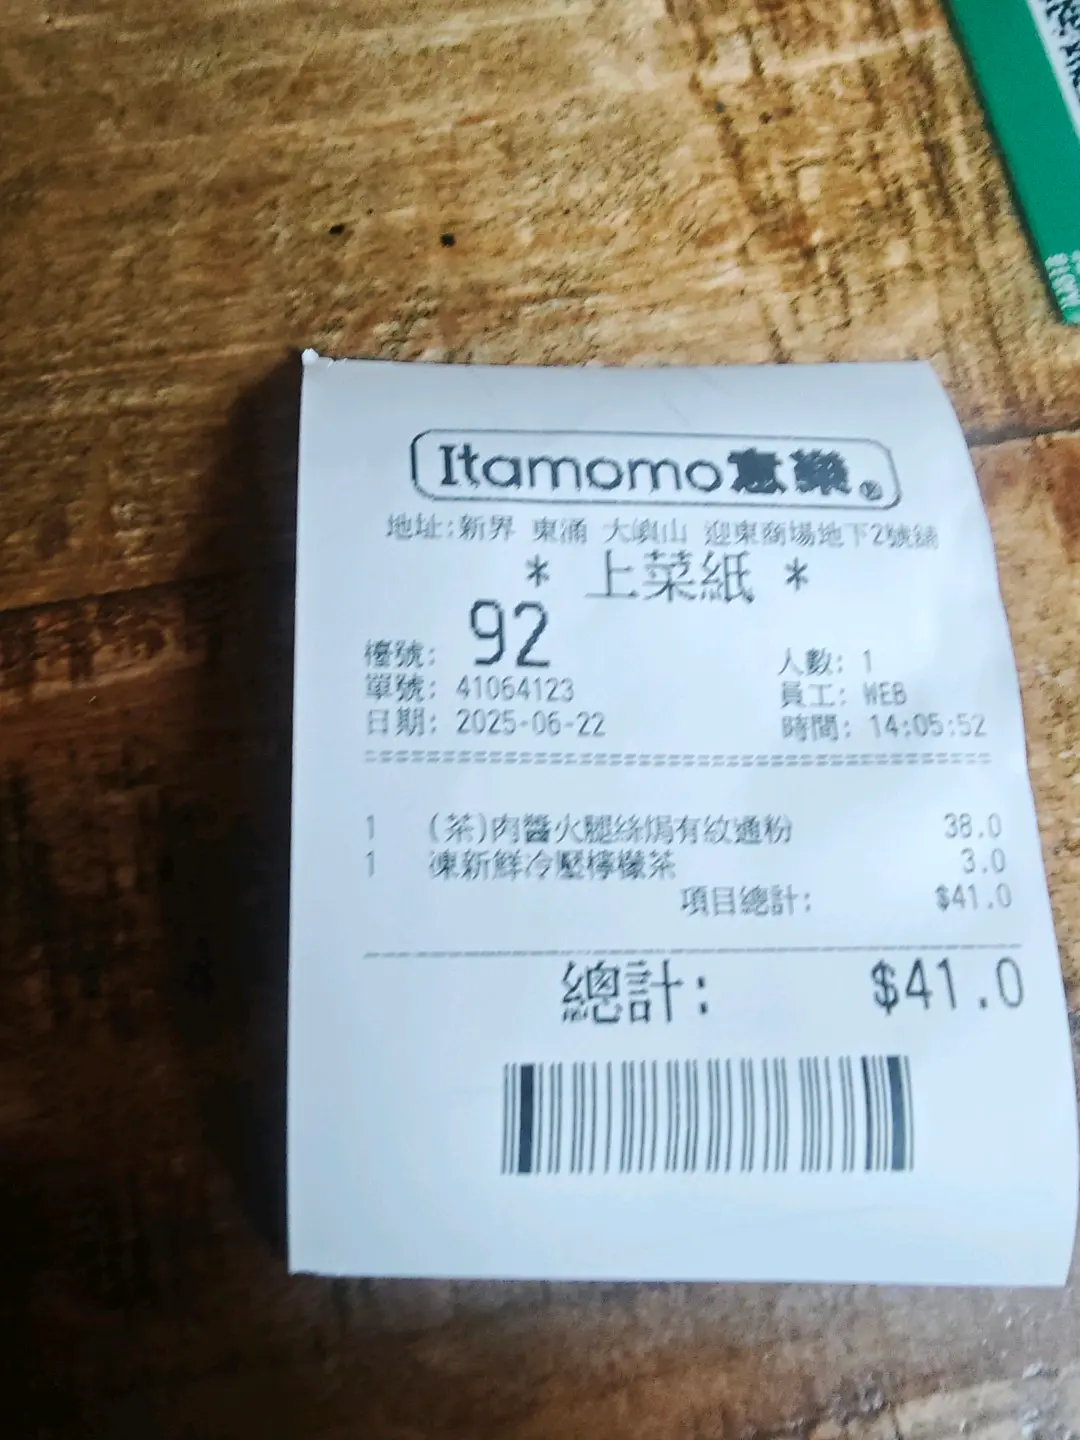 Itamomo意樂®
地址:新界 東涌 大嶼山 迎東商場地下2號舖
* 上菜紙 *
檯號: 92 人數: 1
單號: 41064123 員工: WEB
日期: 2025-06-22 時間: 14:05:52
1 (茶)肉醬火腿絲焗有紋通粉 38.0
1 凍新鮮冷壓檸檬茶 3.0
項目總計: $41.0
總計: $41.0